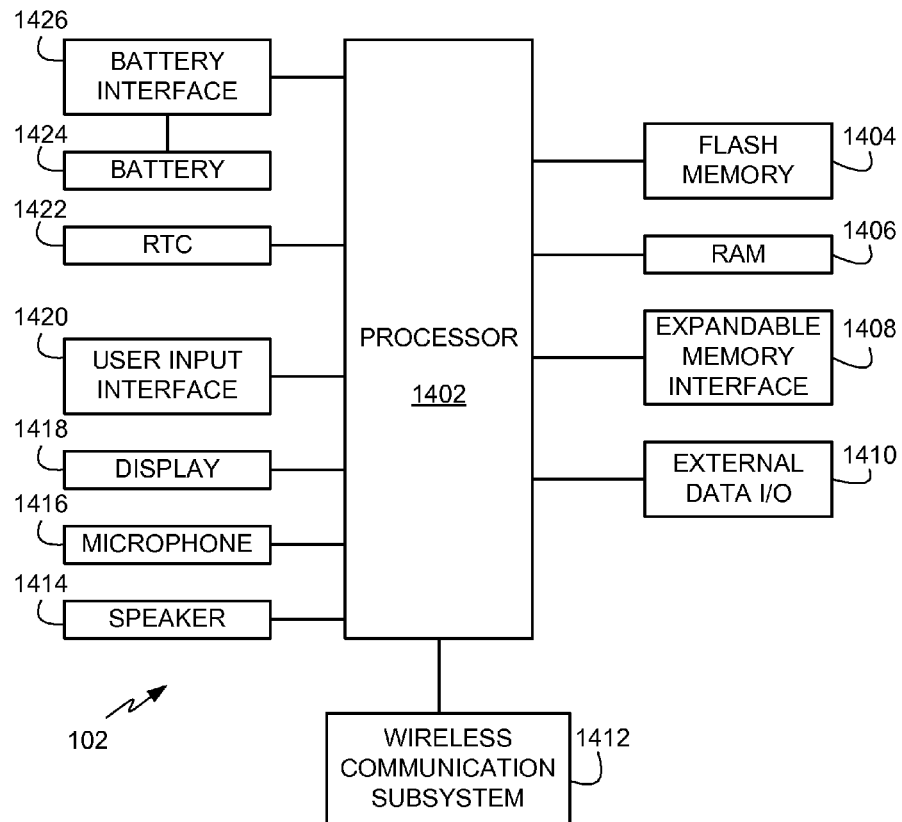 1426
BATTERY
INTERFACE
1424
BATTERY
1422
RTC
1420
USER INPUT
INTERFACE
1418
DISPLAY
1416
MICROPHONE
1414
SPEAKER
102
PROCESSOR
1402
FLASH
MEMORY
1404
RAM
1406
EXPANDABLE
MEMORY
INTERFACE
1408
EXTERNAL
DATA I/O
1410
WIRELESS
COMMUNICATION
SUBSYSTEM
1412